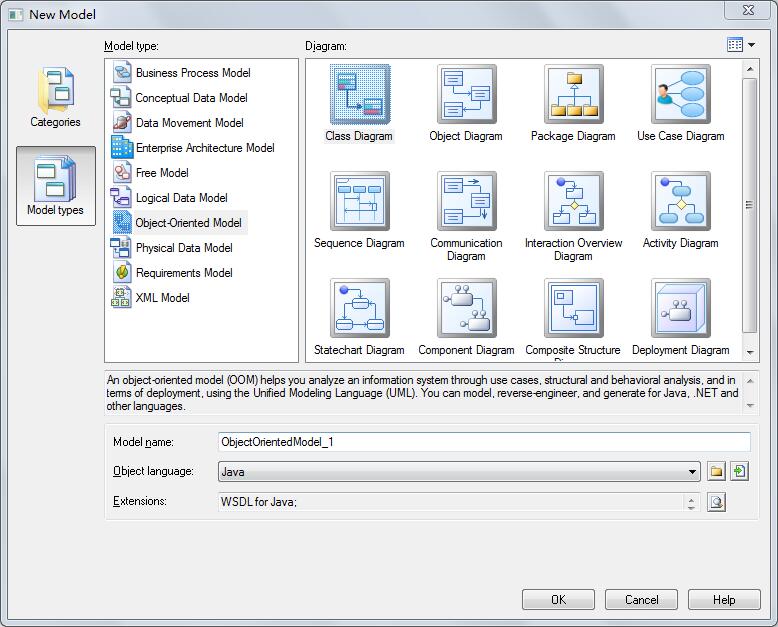 New Model
Model type:
Diagram:
Categories
Model types
Business Process Model
Conceptual Data Model
Data Movement Model
Enterprise Architecture Model
Free Model
Logical Data Model
Object-Oriented Model
Physical Data Model
Requirements Model
XML Model
Class Diagram
Object Diagram
Package Diagram
Use Case Diagram
Sequence Diagram
Communication
Diagram
Interaction Overview
Diagram
Activity Diagram
Statechart Diagram
Component Diagram
Composite Structure
Deployment Diagram
An object-oriented model (OOM) helps you analyze an information system through use cases, structural and behavioral analysis, and in
terms of deployment, using the Unified Modeling Language (UML). You can model, reverse-engineer, and generate for Java, .NET and
other languages.
Model name:
ObjectOrientedModel_1
Object language:
Java
Extensions:
WSDL for Java;
OK
Cancel
Help